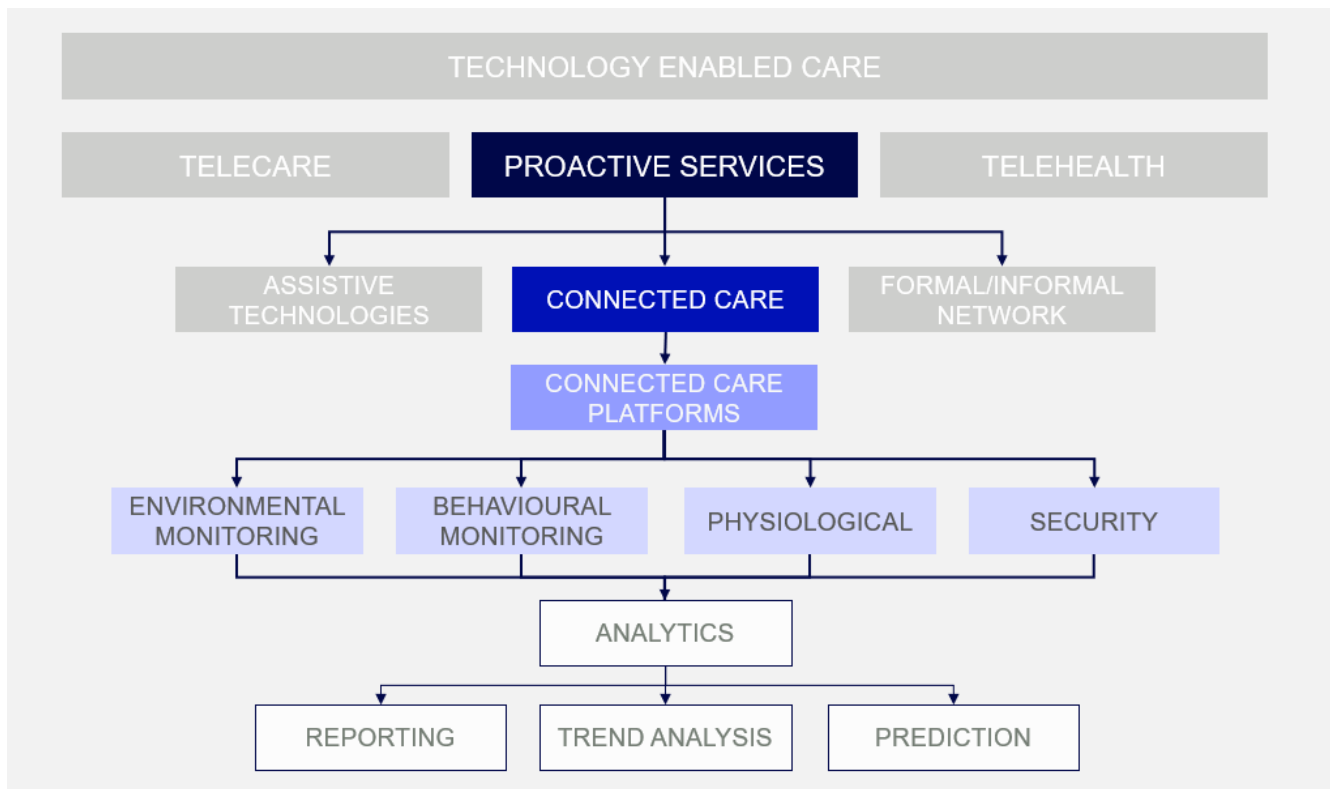 TECHNOLOGY ENABLED CARE
TELECARE
PROACTIVE SERVICES
TELEHEALTH
ASSISTIVE
TECHNOLOGIES
CONNECTED CARE
FORMAL/INFORMAL
NETWORK
CONNECTED CARE
PLATFORMS
ENVIRONMENTAL
MONITORING
BEHAVIOURAL
MONITORING
PHYSIOLOGICAL
SECURITY
ANALYTICS
REPORTING
TREND ANALYSIS
PREDICTION